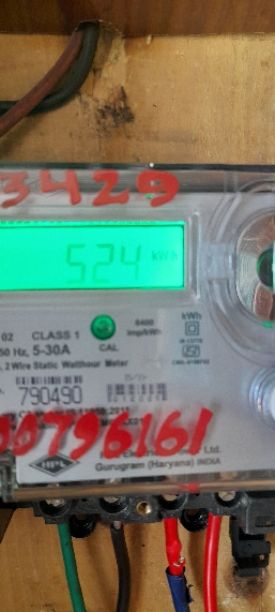 3429
524 kWh
02 CLASS 1
50 Hz, 5-30A
CAL
6400
imp/kWh
kWh
2 Wire Static Watthour Meter
790490
00796161
HPL
Ltd.
Gurugram (Haryana) INDIA